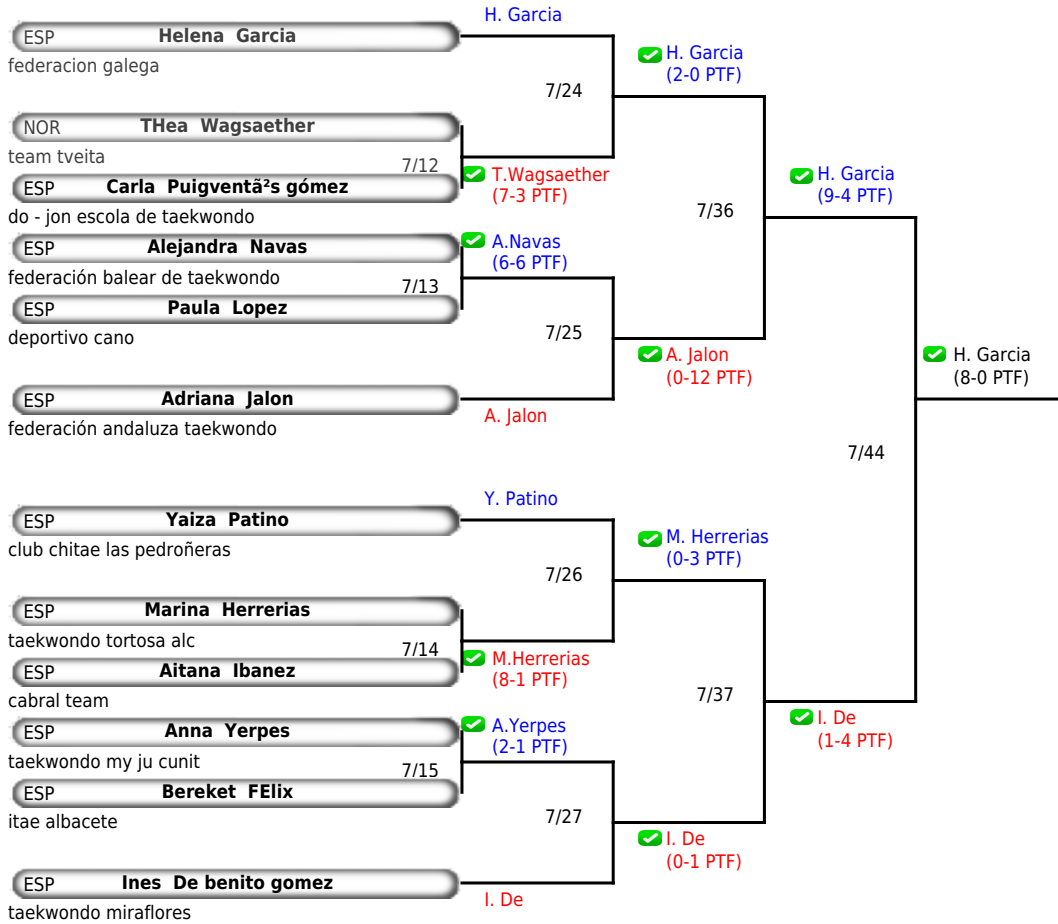 H. Garcia
ESP Helena Garcia
federacion galega
H. Garcia
(2-0 PTF)
7/24
NOR THea Wagsaether
team tveita
7/12
T.Wagsaether
(7-3 PTF)
H. Garcia
(9-4 PTF)
ESP Carla Puigventã²s gómez
do - jon escola de taekwondo
7/36
ESP Alejandra Navas
A.Navas
(6-6 PTF)
federación balear de taekwondo
7/13
ESP Paula Lopez
deportivo cano
7/25
A. Jalon
(0-12 PTF)
H. Garcia
(8-0 PTF)
ESP Adriana Jalon
A. Jalon
federación andaluza taekwondo
7/44
Y. Patino
ESP Yaiza Patino
club chitae las pedroñeras
M. Herrerias
(0-3 PTF)
7/26
ESP Marina Herrerias
taekwondo tortosa alc
7/14
M.Herrerias
(8-1 PTF)
ESP Aitana Ibanez
cabral team
7/37
ESP Anna Yerpes
A.Yerpes
(2-1 PTF)
I. De
(1-4 PTF)
taekwondo my ju cunit
7/15
ESP Bereket FElix
itae albacete
7/27
I. De
(0-1 PTF)
ESP Ines De benito gomez
I. De
taekwondo miraflores